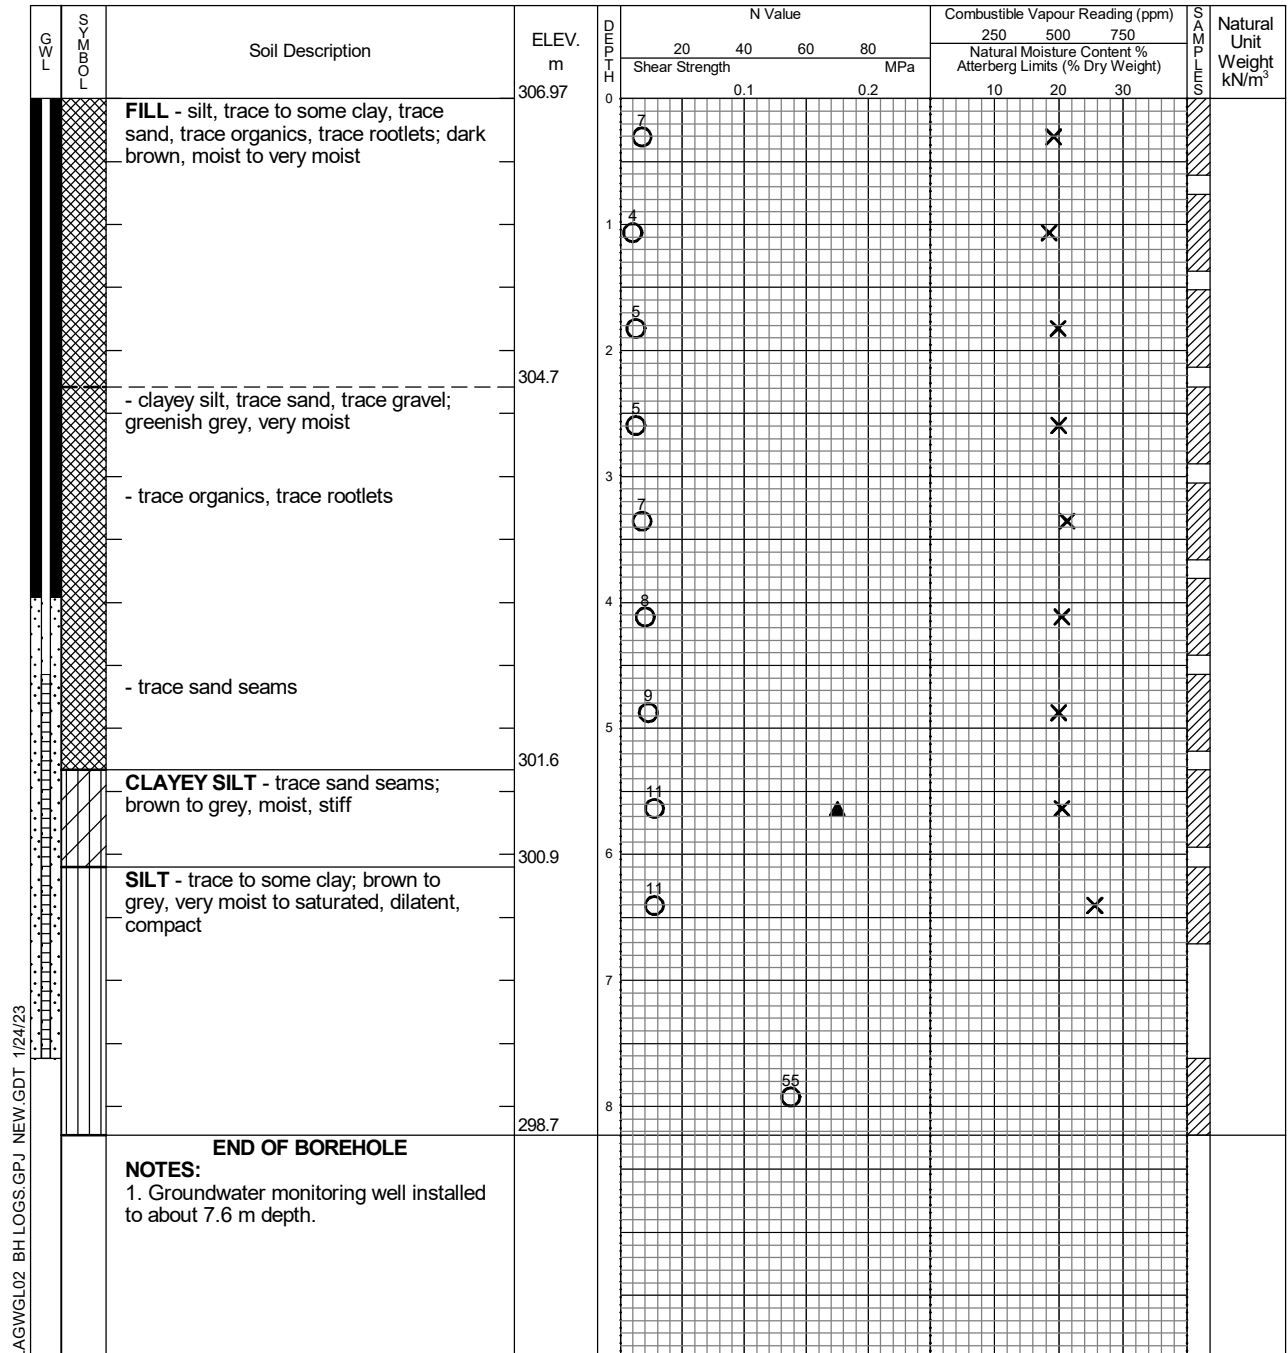 GWL
SYMBOL
Soil Description
ELEV.
m
306.97
DEPTH
N Value
20 40 60 80
Shear Strength MPa
0.1 0.2
Combustible Vapour Reading (ppm)
250 500 750
Natural Moisture Content %
Atterberg Limits (% Dry Weight)
10 20 30
SAMPLES
Natural
Unit
Weight
kN/m³
0
FILL - silt, trace to some clay, trace
sand, trace organics, trace rootlets; dark
brown, moist to very moist
7
1
4
5
2
304.7
- clayey silt, trace sand, trace gravel;
greenish grey, very moist
5
3
- trace organics, trace rootlets
7
4
8
- trace sand seams
9
5
301.6
CLAYEY SILT - trace sand seams;
brown to grey, moist, stiff
11
6
300.9
SILT - trace to some clay; brown to
grey, very moist to saturated, dilatent,
compact
11
7
55
8
298.7
END OF BOREHOLE
NOTES:
1. Groundwater monitoring well installed
to about 7.6 m depth.
AGWGL02 BH LOGS.GPJ NEW.GDT 1/24/23